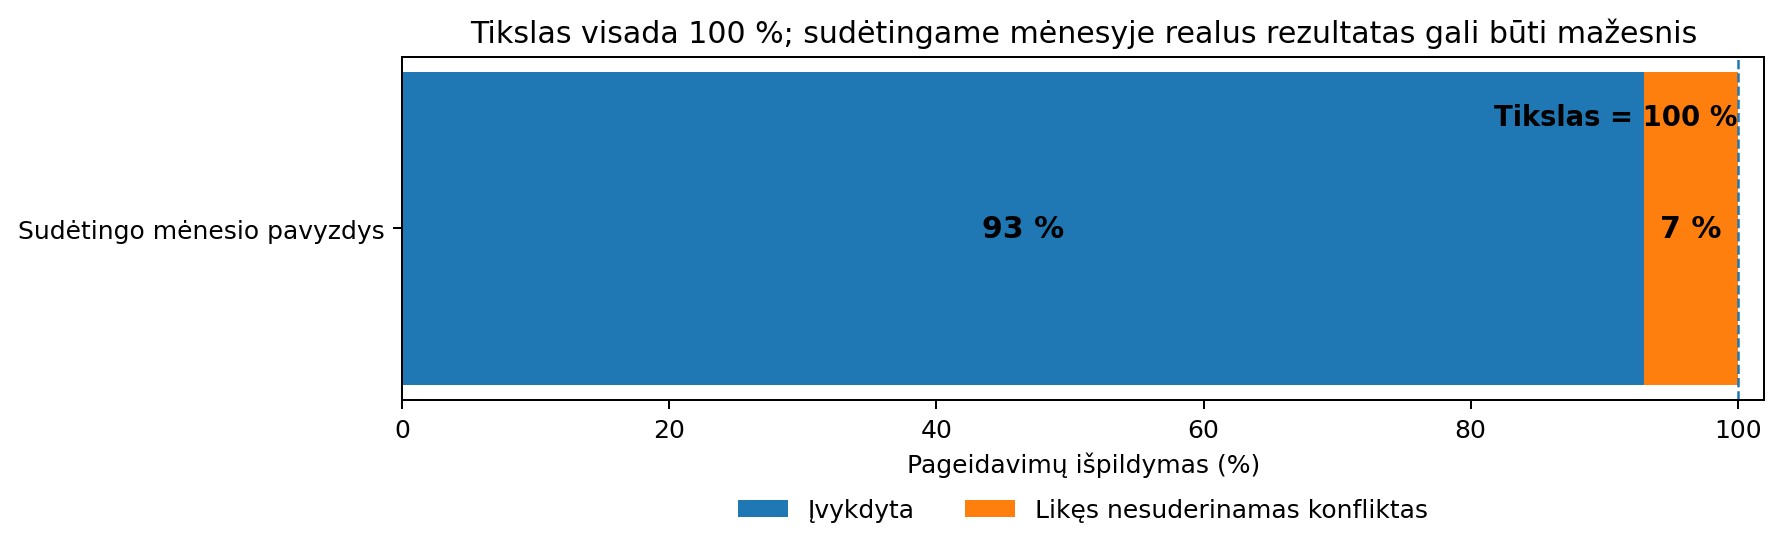 Tikslas visada 100 %; sudėtingame mėnesyje realus rezultatas gali būti mažesnis
Tikslas = 100 %
Sudėtingo mėnesio pavyzdys
93 %
7 %
0 20 40 60 80 100
Pageidavimų išpildymas (%)
Įvykdyta
Likęs nesuderinamas konfliktas